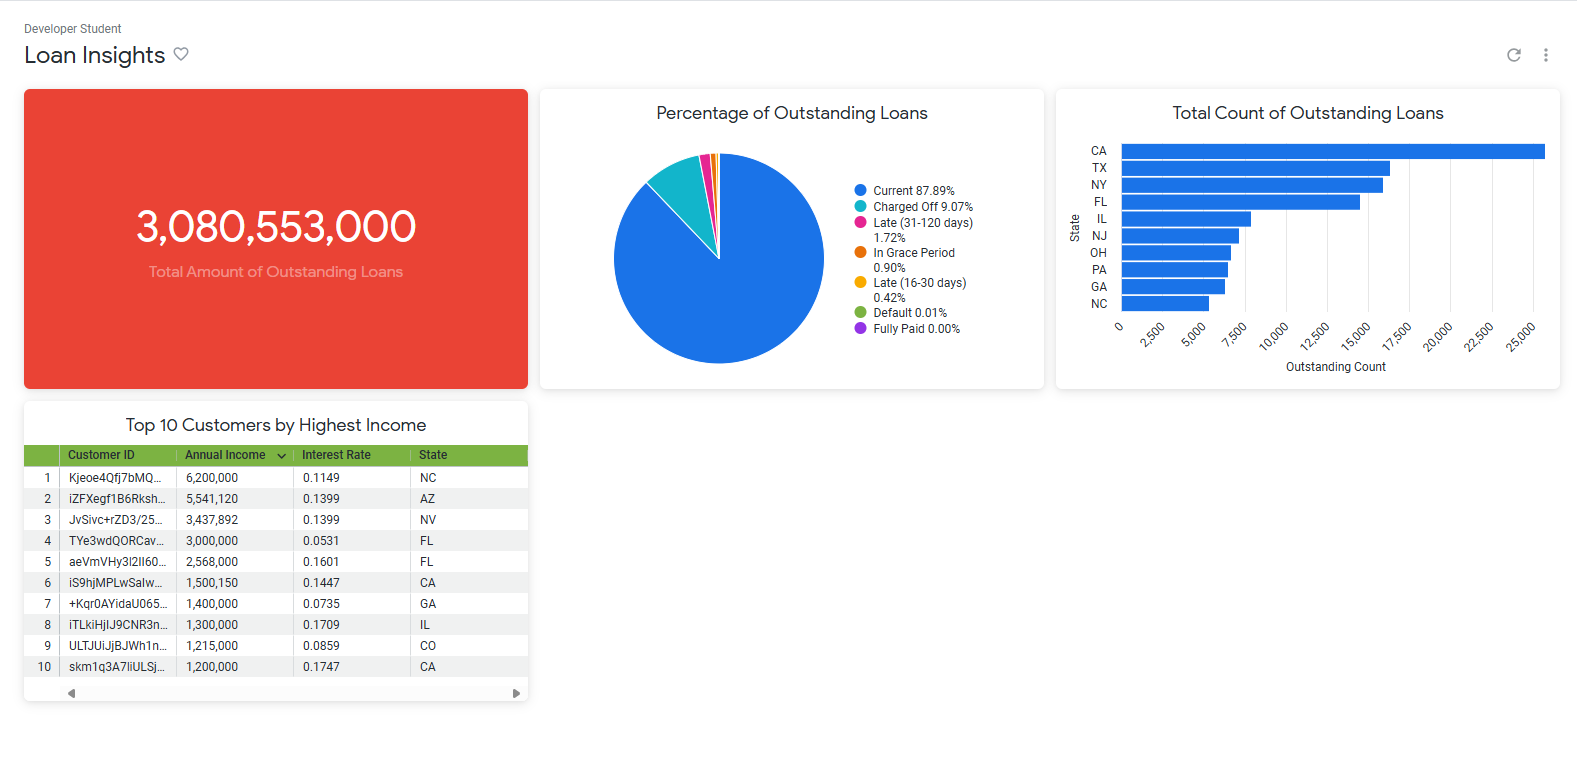 Developer Student
Loan Insights
3,080,553,000
Total Amount of Outstanding Loans
Percentage of Outstanding Loans
Current 87.89%
Charged Off 9.07%
Late (31-120 days)
1.72%
In Grace Period
0.90%
Late (16-30 days)
0.42%
Default 0.01%
Fully Paid 0.00%
Total Count of Outstanding Loans
State
CA
TX
NY
FL
IL
NJ
OH
PA
GA
NC
0 2,500 5,000 7,500 10,000 12,500 15,000 17,500 20,000 22,500 25,000
Outstanding Count
Top 10 Customers by Highest Income
Customer ID Annual Income Interest Rate State
1 Kjeoe4Qfj7bMQ... 6,200,000 0.1149 NC
2 iZFXegf1B6Rksh... 5,541,120 0.1399 AZ
3 JvSivc+rZD3/25... 3,437,892 0.1399 NV
4 TYe3wdQORCav... 3,000,000 0.0531 FL
5 3,568,000 0.1601 FL
6 1,500,150 0.1447 CA
7 +Kqr0AYidaU065... 1,400,000 0.0735 GA
8 1,300,000 0.1709 IL
9 ULTJUiJjBJWh1n... 1,215,000 0.0859 CO
10 1,200,000 0.1747 CA